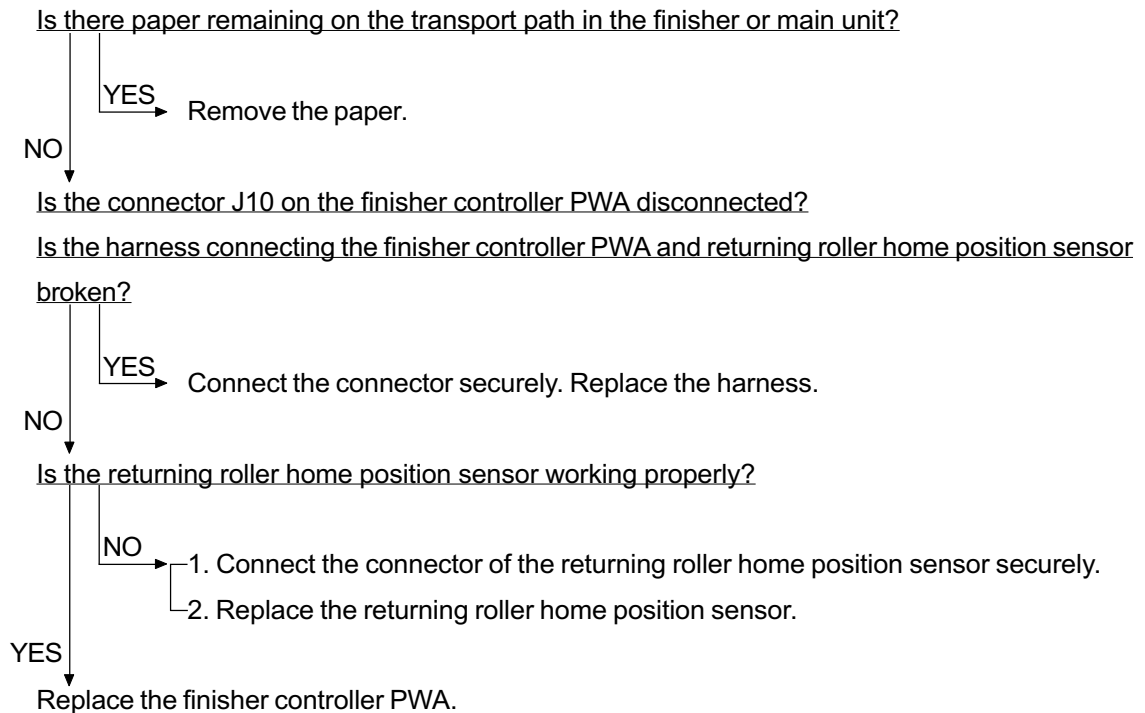 Is there paper remaining on the transport path in the finisher or main unit?
YES
Remove the paper.
NO
Is the connector J10 on the finisher controller PWA disconnected?
Is the harness connecting the finisher controller PWA and returning roller home position sensor
broken?
YES
Connect the connector securely. Replace the harness.
NO
Is the returning roller home position sensor working properly?
NO
1. Connect the connector of the returning roller home position sensor securely.
2. Replace the returning roller home position sensor.
YES
Replace the finisher controller PWA.